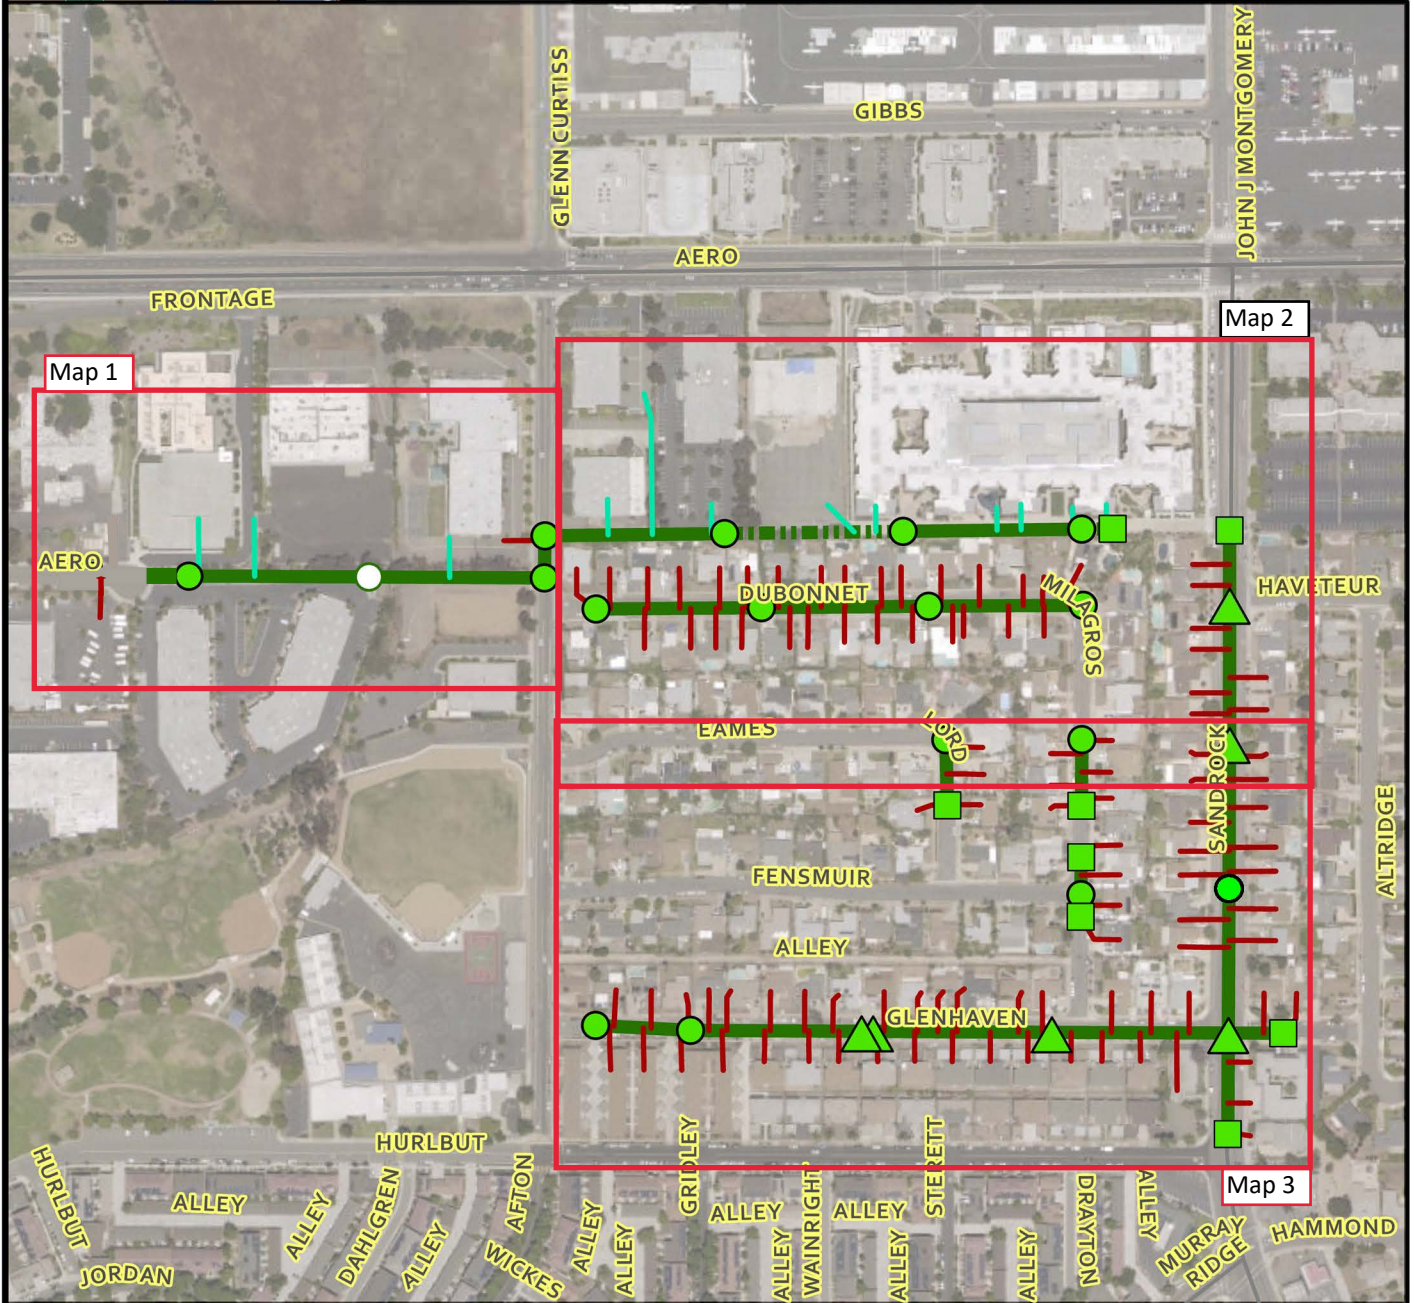 GLENN CURTISS
JOHN J MONTGOMERY
GIBBS
AERO
FRONTAGE
Map 2
Map 1
AERO
DUBONNET
MILAGROS
HAVETEUR
EAMES
LORD
SANDROCK
ALTRIDGE
FENSMUIR
ALLEY
GLENHAVEN
HURLBUT
HURLBUT
ALLEY
ALLEY
DAHLGREN
ALLEY
AFTON
WICKES
JORDAN
ALLEY
ALLEY
GRIDLEY
ALLEY
ALLEY
WAINRIGHT
ALLEY
ALLEY
STERETT
ALLEY
DRAYTON
ALLEY
Map 3
MURRAY
RIDGE
HAMMOND